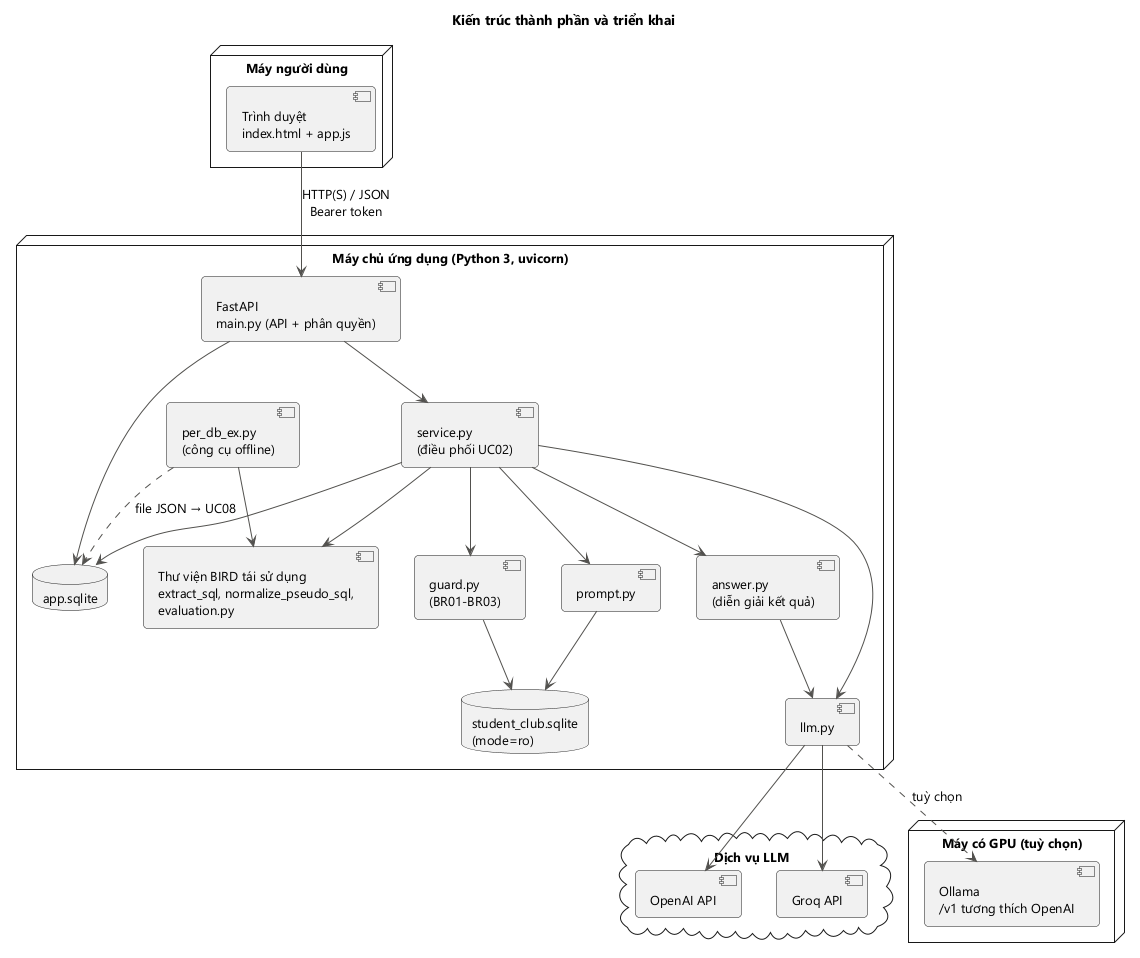 Kiến trúc thành phần và triển khai
Máy người dùng
Trình duyệt
index.html + app.js
HTTP(S) / JSON
Bearer token
Máy chủ ứng dụng (Python 3, uvicorn)
FastAPI
main.py (API + phân quyền)
per_db_ex.py
(công cụ offline)
service.py
(điều phối UC02)
file JSON → UC08
app.sqlite
Thư viện BIRD tái sử dụng
extract_sql, normalize_pseudo_sql,
evaluation.py
guard.py
(BR01-BR03)
prompt.py
answer.py
(diễn giải kết quả)
student_club.sqlite
(mode=ro)
llm.py
tuỳ chọn
Dịch vụ LLM
OpenAI API
Groq API
Máy có GPU (tuỳ chọn)
Ollama
/v1 tương thích OpenAI